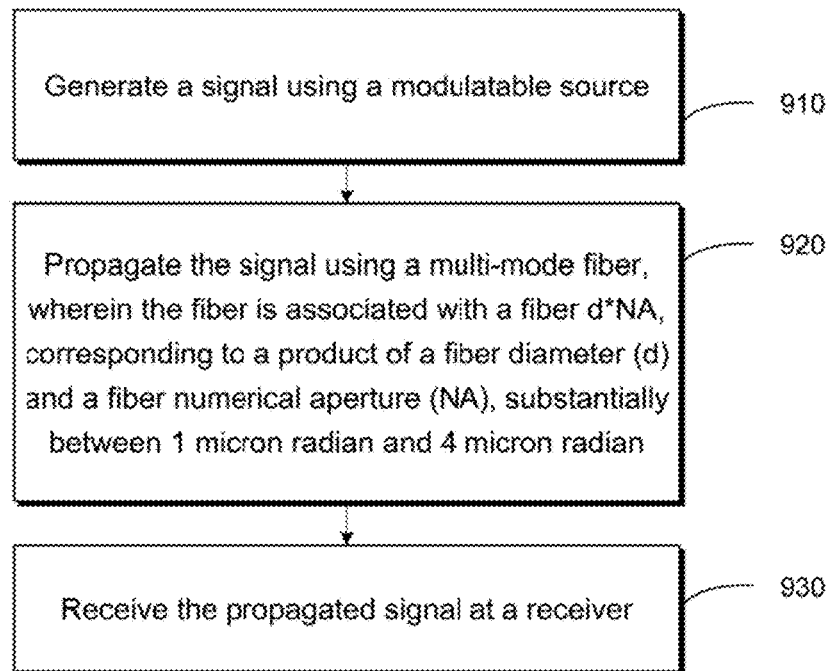 Generate a signal using a modulatable source
910
Propagate the signal using a multi-mode fiber,
wherein the fiber is associated with a fiber d*NA,
corresponding to a product of a fiber diameter (d)
and a fiber numerical aperture (NA), substantially
between 1 micron radian and 4 micron radian
920
Receive the propagated signal at a receiver
930